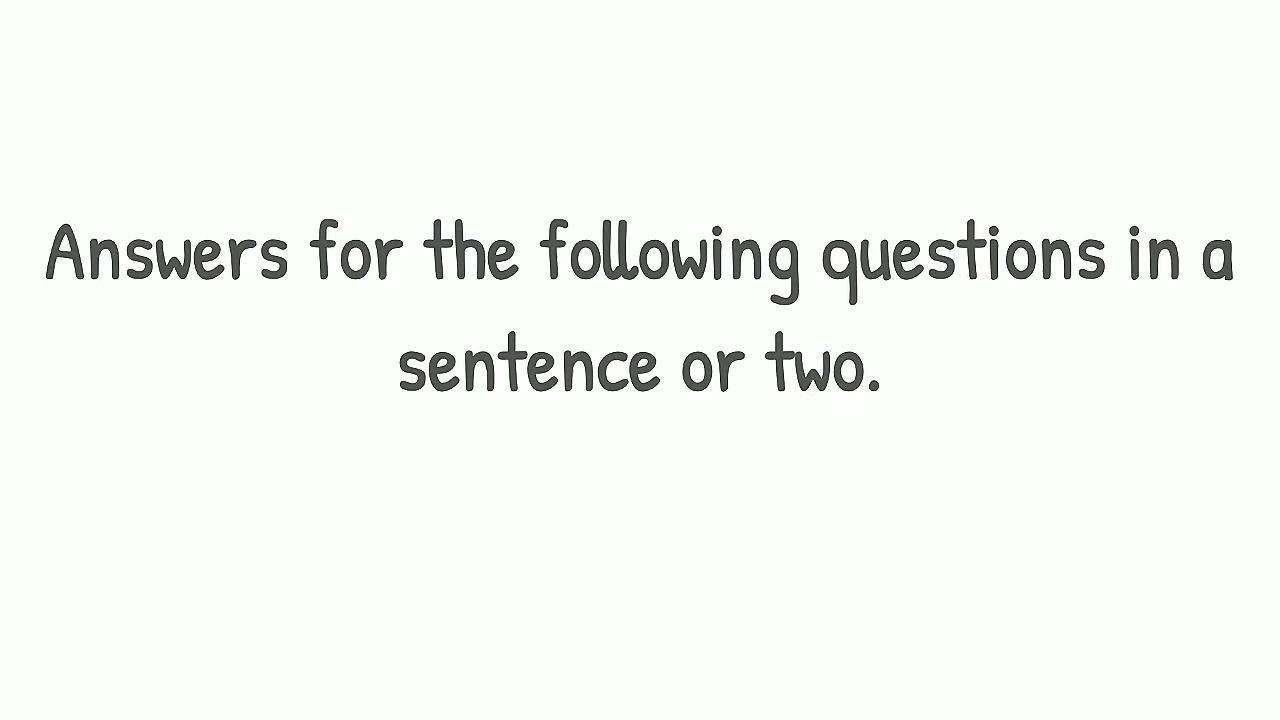 Answers for the following questions in a
sentence or two.